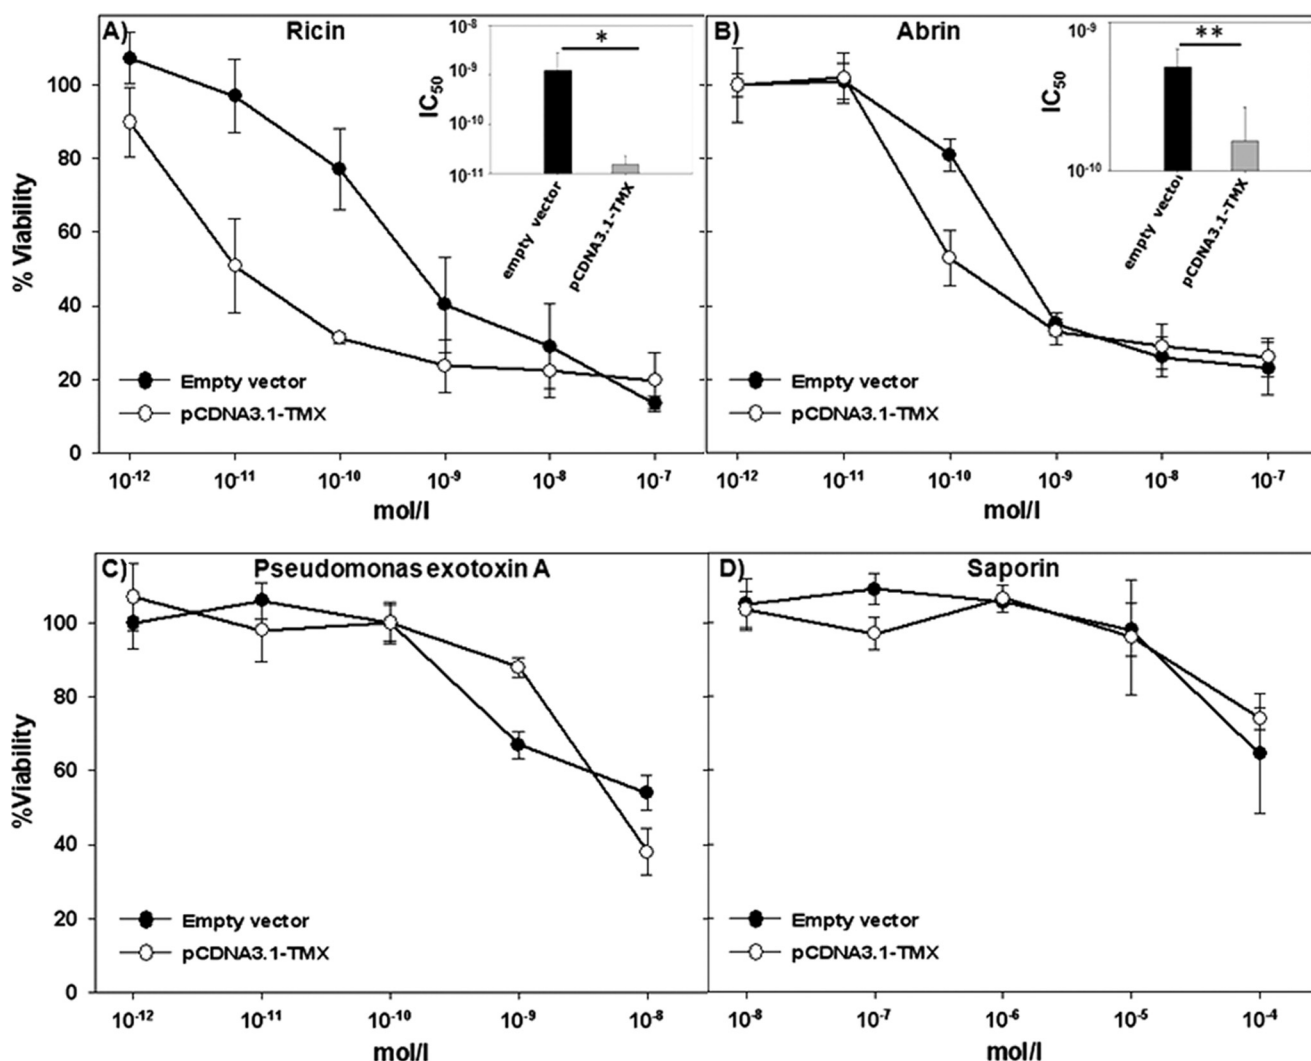 A) Ricin
% Viability
100
80
60
40
20
0
10-12 10-11 10-10 10-9 10-8 10-7
mol/l
Empty vector
pCDNA3.1-TMX
IC50
10-8
10-9
10-10
10-11
*
empty vector
pCDNA3.1-TMX
B) Abrin
10-12 10-11 10-10 10-9 10-8 10-7
mol/l
Empty vector
pCDNA3.1-TMX
IC50
10-9
10-10
**
empty vector
pCDNA3.1-TMX
C) Pseudomonas exotoxin A
%Viability
100
80
60
40
20
0
10-12 10-11 10-10 10-9 10-8
mol/l
Empty vector
pCDNA3.1-TMX
D) Saporin
10-8 10-7 10-6 10-5 10-4
mol/l
Empty vector
pCDNA3.1-TMX